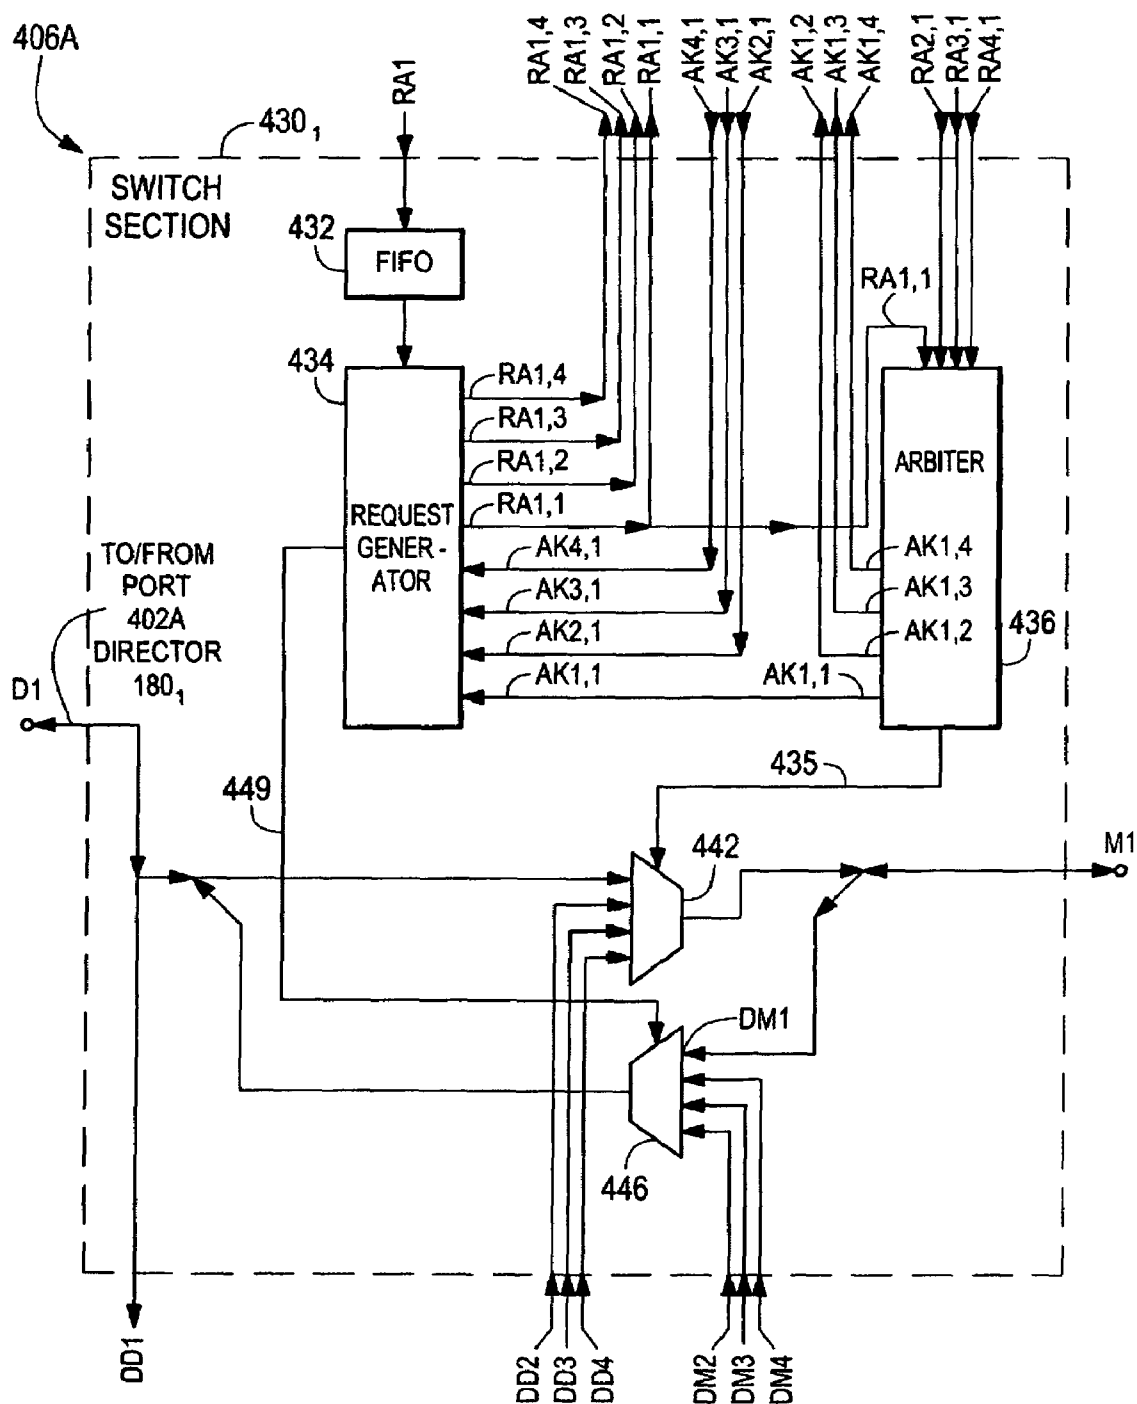 406A
430₁
RA1
RA1,4
RA1,3
RA1,2
RA1,1
AK4,1
AK3,1
AK2,1
AK1,2
AK1,3
AK1,4
RA2,1
RA3,1
RA4,1
SWITCH
SECTION
432
FIFO
RA1,1
434
REQUEST
GENER -
ATOR
RA1,4
RA1,3
RA1,2
RA1,1
AK4,1
AK3,1
AK2,1
AK1,1
ARBITER
AK1,4
AK1,3
AK1,2
AK1,1
436
TO/FROM
PORT
402A
DIRECTOR
180₁
D1
449
435
442
M1
DM1
446
DD1
DD2
DD3
DD4
DM2
DM3
DM4